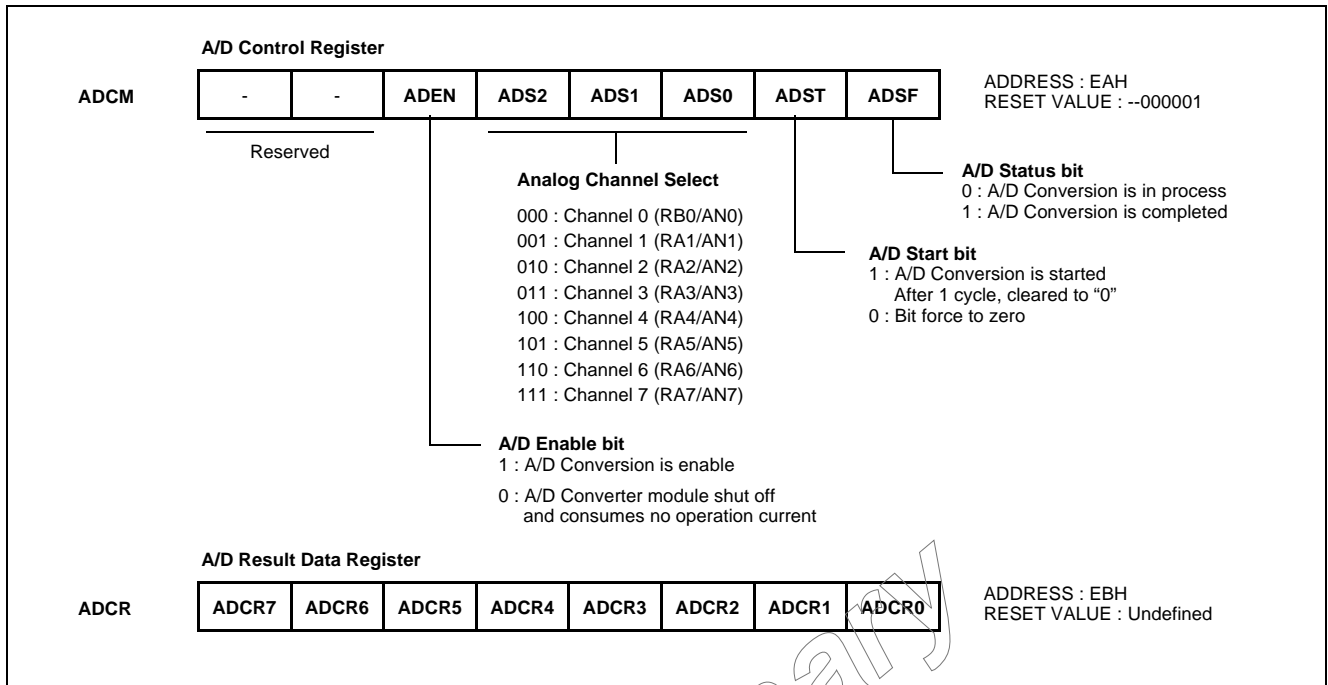 A/D Control Register
ADCM - - ADEN ADS2 ADS1 ADS0 ADST ADSF
ADDRESS : EAH
RESET VALUE : --000001
Reserved
Analog Channel Select
000 : Channel 0 (RB0/AN0)
001 : Channel 1 (RA1/AN1)
010 : Channel 2 (RA2/AN2)
011 : Channel 3 (RA3/AN3)
100 : Channel 4 (RA4/AN4)
101 : Channel 5 (RA5/AN5)
110 : Channel 6 (RA6/AN6)
111 : Channel 7 (RA7/AN7)
A/D Status bit
0 : A/D Conversion is in process
1 : A/D Conversion is completed
A/D Start bit
1 : A/D Conversion is started
After 1 cycle, cleared to “0”
0 : Bit force to zero
A/D Enable bit
1 : A/D Conversion is enable
0 : A/D Converter module shut off
and consumes no operation current
A/D Result Data Register
ADCR ADCR7 ADCR6 ADCR5 ADCR4 ADCR3 ADCR2 ADCR1 ADCR0
ADDRESS : EBH
RESET VALUE : Undefined